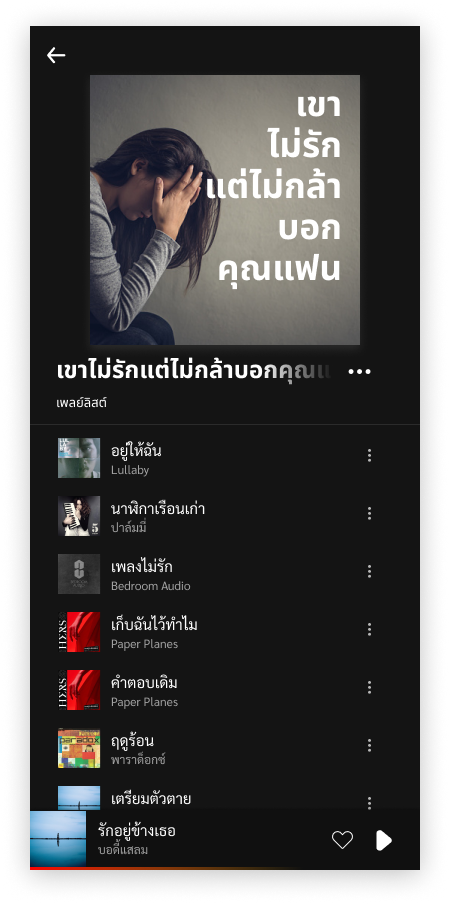 เขา
ไม่รัก
แต่ไม่กล้า
บอก
คุณแฟน
เขาไม่รักแต่ไม่กล้าบอกคุณแ
เพลย์ลิสต์
อยู่ให้ฉัน
Lullaby
นาฬิกาเรือนเก่า
ปาล์มมี่
เพลงไม่รัก
Bedroom Audio
เก็บฉันไว้ทำไม
Paper Planes
คำตอบเดิม
Paper Planes
ฤดูร้อน
พาราด็อกซ์
เตรียมตัวตาย
รักอยู่ข้างเธอ
บอดี้แสลม